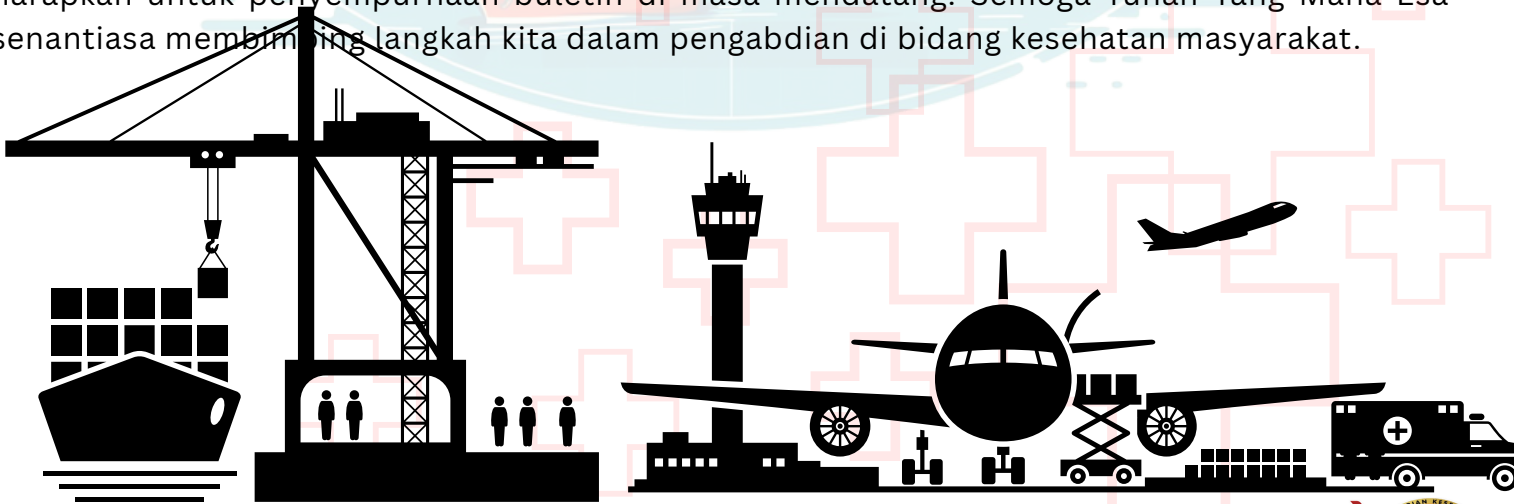 harapkan untuk penyempurnaan buletin di masa mendatang. Semoga Tuhan Yang Maha Esa
senantiasa membimbing langkah kita dalam pengabdian di bidang kesehatan masyarakat.